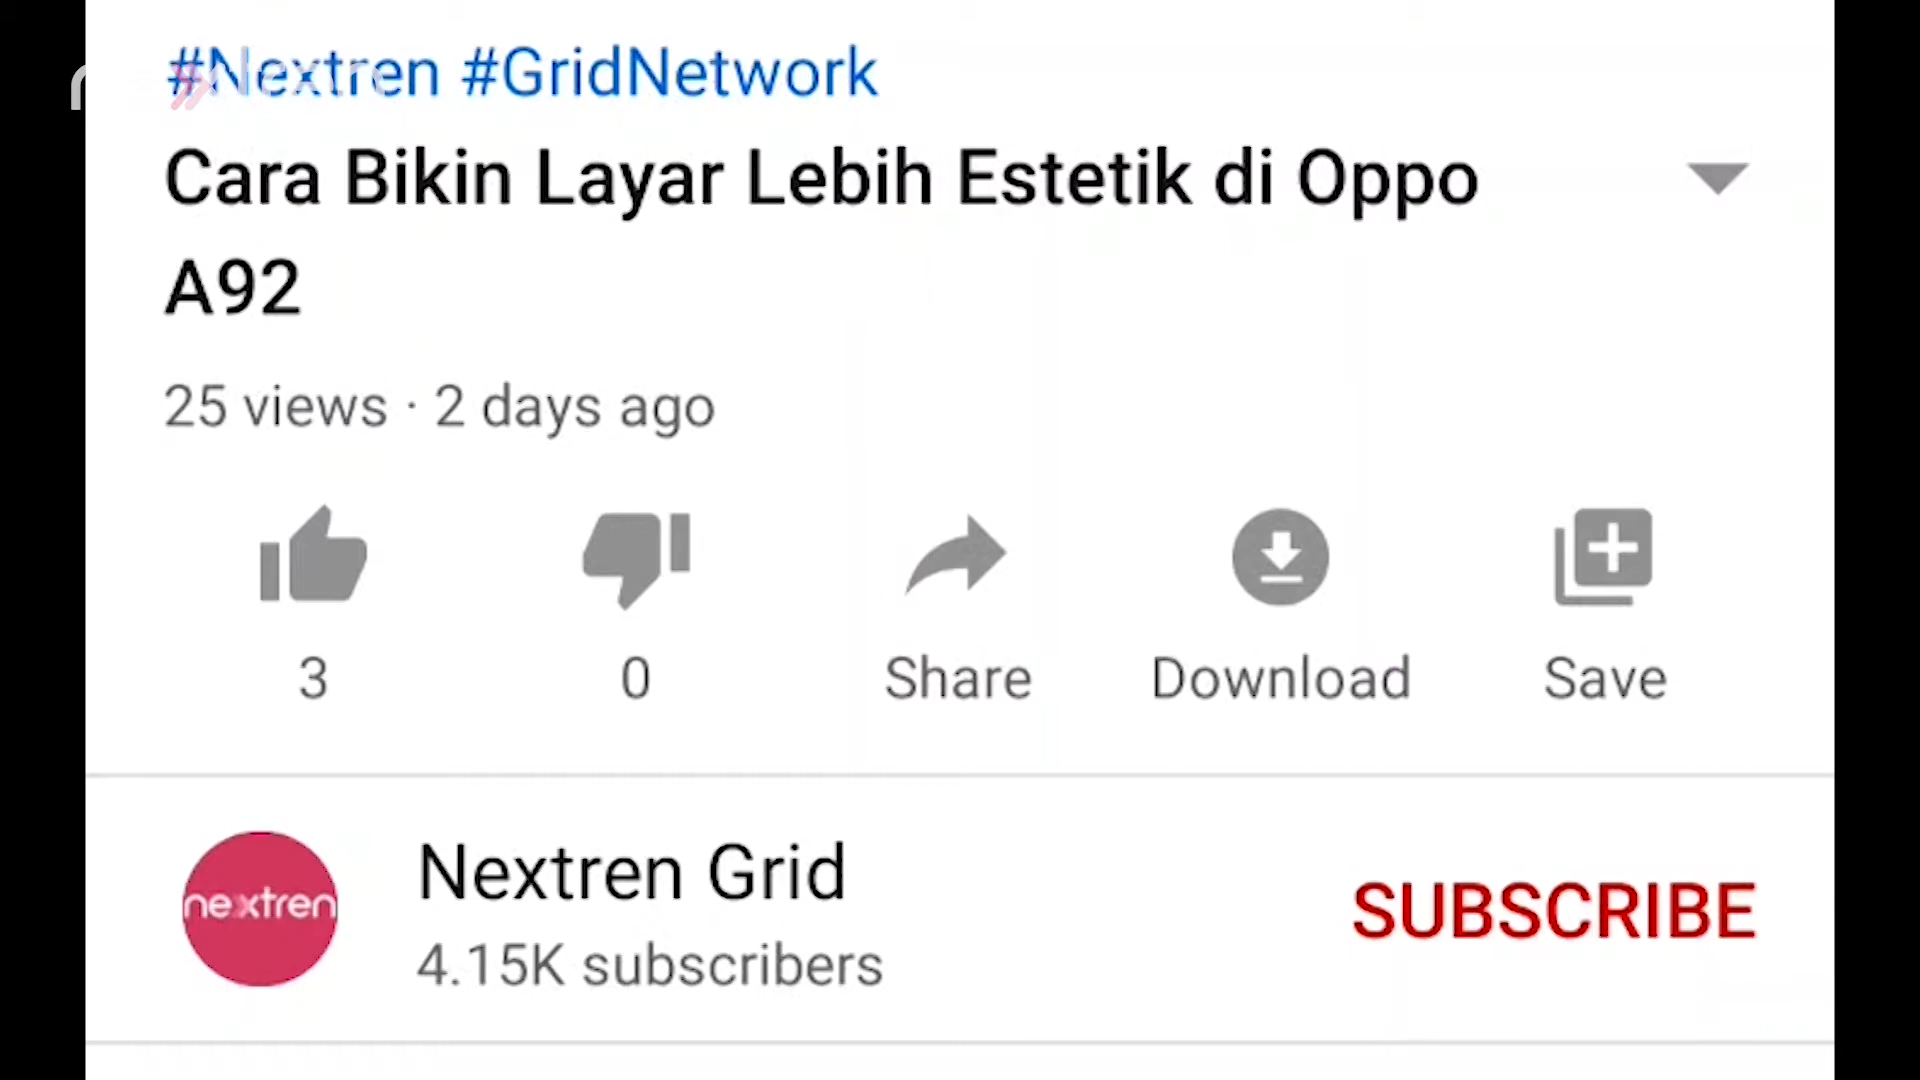 #Nextren #GridNetwork
Cara Bikin Layar Lebih Estetik di Oppo
A92
25 views · 2 days ago
3 0 Share Download Save
nextren
Nextren Grid
4.15K subscribers
SUBSCRIBE